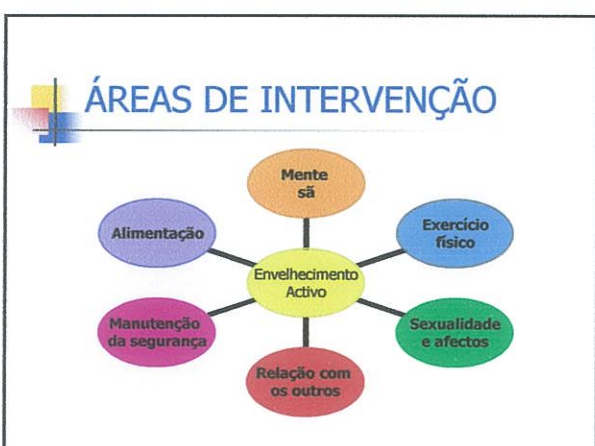 ÁREAS DE INTERVENÇÃO
Mente
sã
Alimentação
Exercício
físico
Envelhecimento
Activo
Manutenção
da segurança
Sexualidade
e afectos
Relação com
os outros